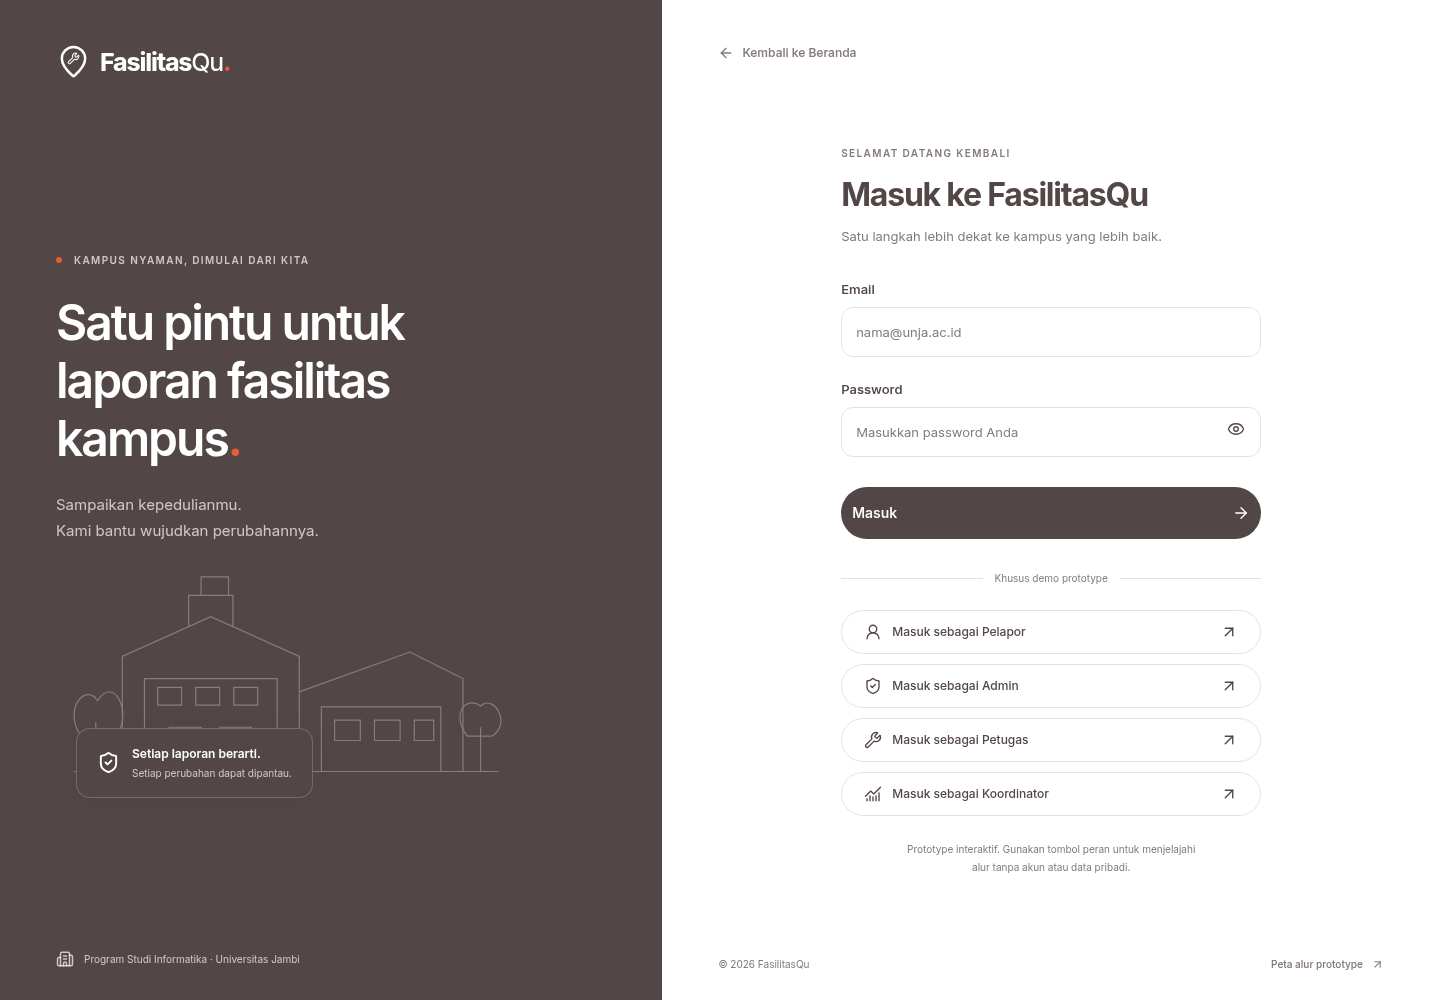 FasilitasQu.
KAMPUS NYAMAN, DIMULAI DARI KITA
Satu pintu untuk
laporan fasilitas
kampus.
Sampaikan kepedulianmu.
Kami bantu wujudkan perubahannya.
Setiap laporan berarti.
Setiap perubahan dapat dipantau.
Program Studi Informatika · Universitas Jambi
Kembali ke Beranda
SELAMAT DATANG KEMBALI
Masuk ke FasilitasQu
Satu langkah lebih dekat ke kampus yang lebih baik.
Email
nama@unja.ac.id
Password
Masukkan password Anda
Masuk
Khusus demo prototype
Masuk sebagai Pelapor
Masuk sebagai Admin
Masuk sebagai Petugas
Masuk sebagai Koordinator
Prototype interaktif. Gunakan tombol peran untuk menjelajahi
alur tanpa akun atau data pribadi.
© 2026 FasilitasQu
Peta alur prototype